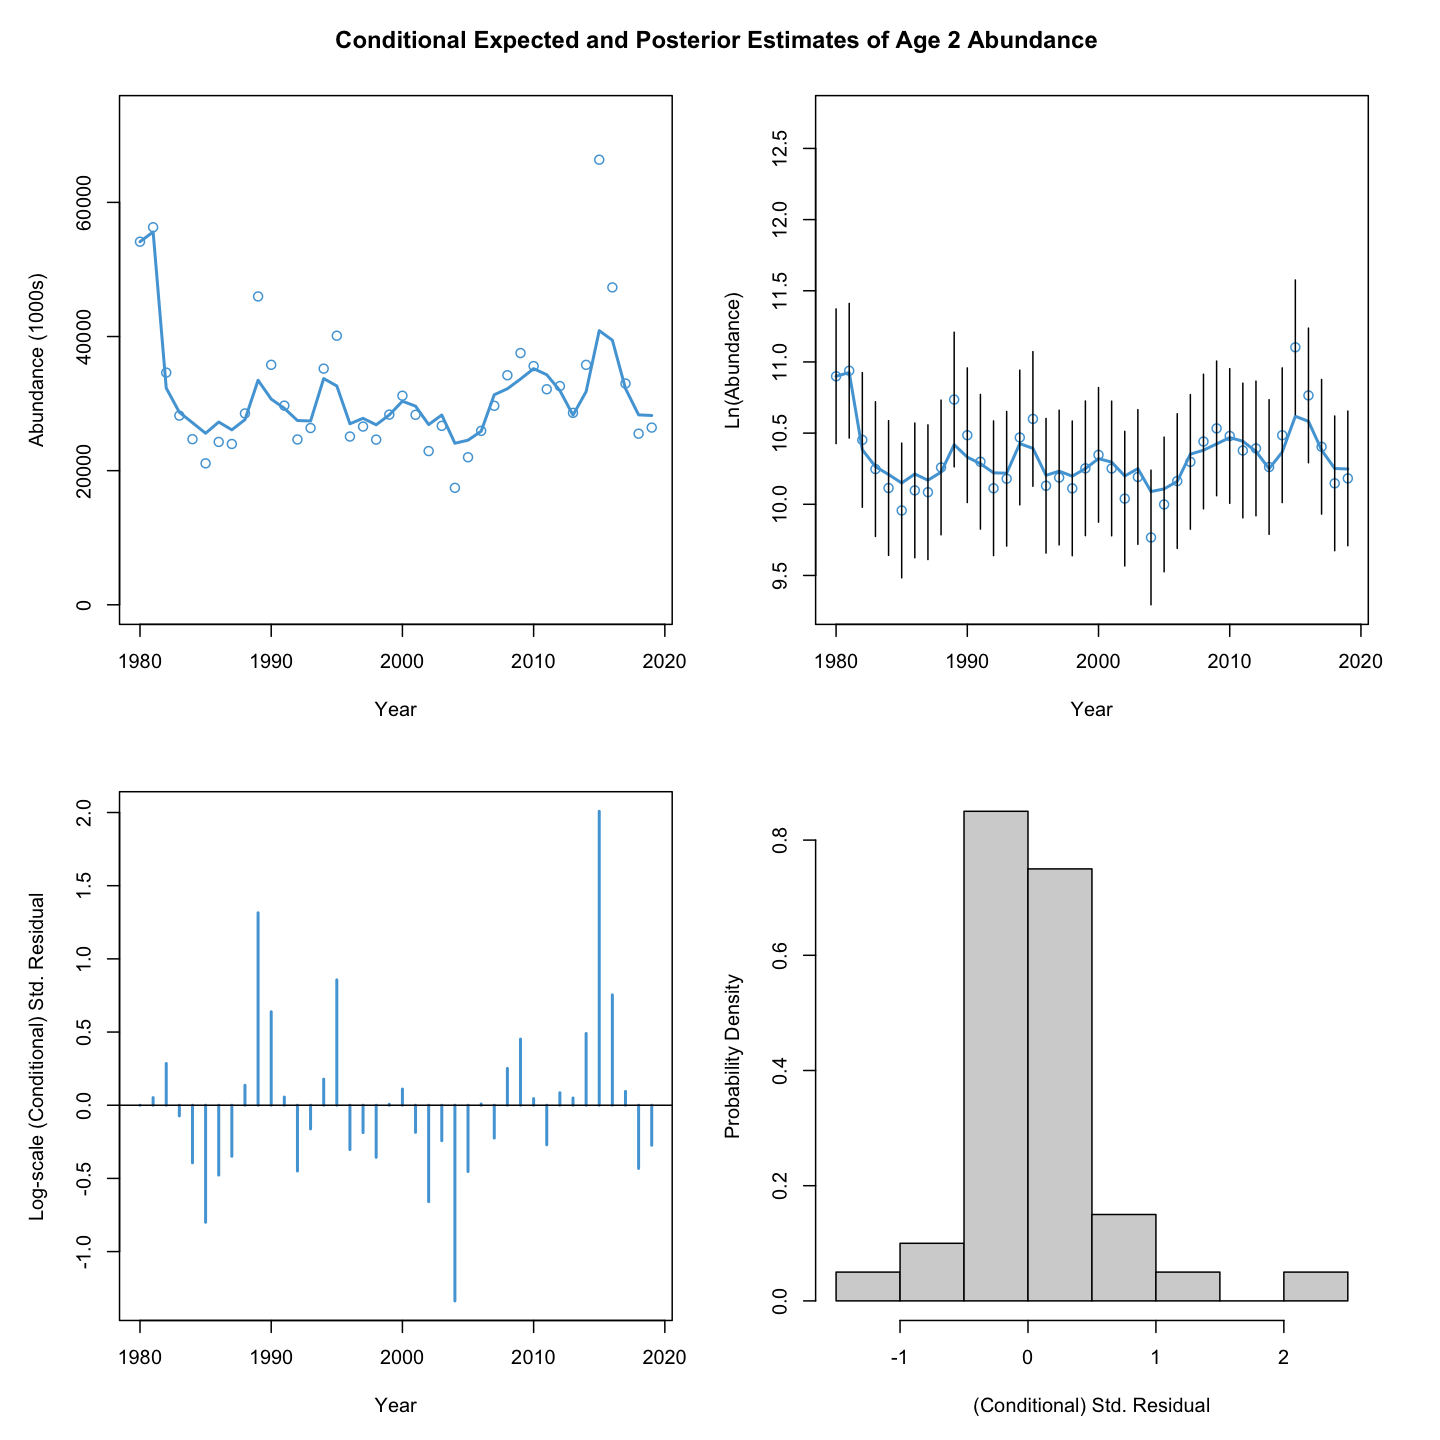 Conditional Expected and Posterior Estimates of Age 2 Abundance
Abundance (1000s)
60000
40000
20000
0
1980 1990 2000 2010 2020
Year
Ln(Abundance)
12.5
12.0
11.5
11.0
10.5
10.0
9.5
1980 1990 2000 2010 2020
Year
Log-scale (Conditional) Std. Residual
2.0
1.5
1.0
0.5
0.0
-0.5
-1.0
1980 1990 2000 2010 2020
Year
Probability Density
0.8
0.6
0.4
0.2
0.0
-1 0 1 2
(Conditional) Std. Residual